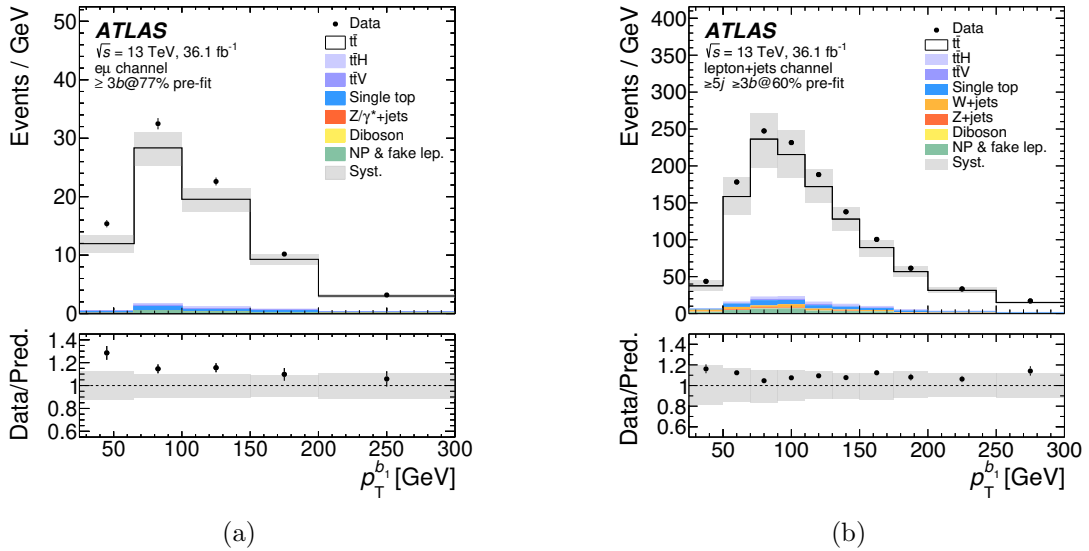 Events / GeV
50
40
30
20
10
0
ATLAS
√s = 13 TeV, 36.1 fb-1
eμ channel
≥ 3b@77% pre-fit
Data
tt̄
tt̄H
tt̄V
Single top
Z/γ*+jets
Diboson
NP & fake lep.
Syst.
Data/Pred.
1.4
1.2
1
0.8
0.6
50 100 150 200 250 300
p_T^{b_1} [GeV]
(a)
Events / GeV
400
350
300
250
200
150
100
50
0
ATLAS
√s = 13 TeV, 36.1 fb-1
lepton+jets channel
≥5j ≥3b@60% pre-fit
Data
tt̄
tt̄H
tt̄V
Single top
W+jets
Z+jets
Diboson
NP & fake lep.
Syst.
Data/Pred.
1.4
1.2
1
0.8
0.6
50 100 150 200 250 300
p_T^{b_1} [GeV]
(b)